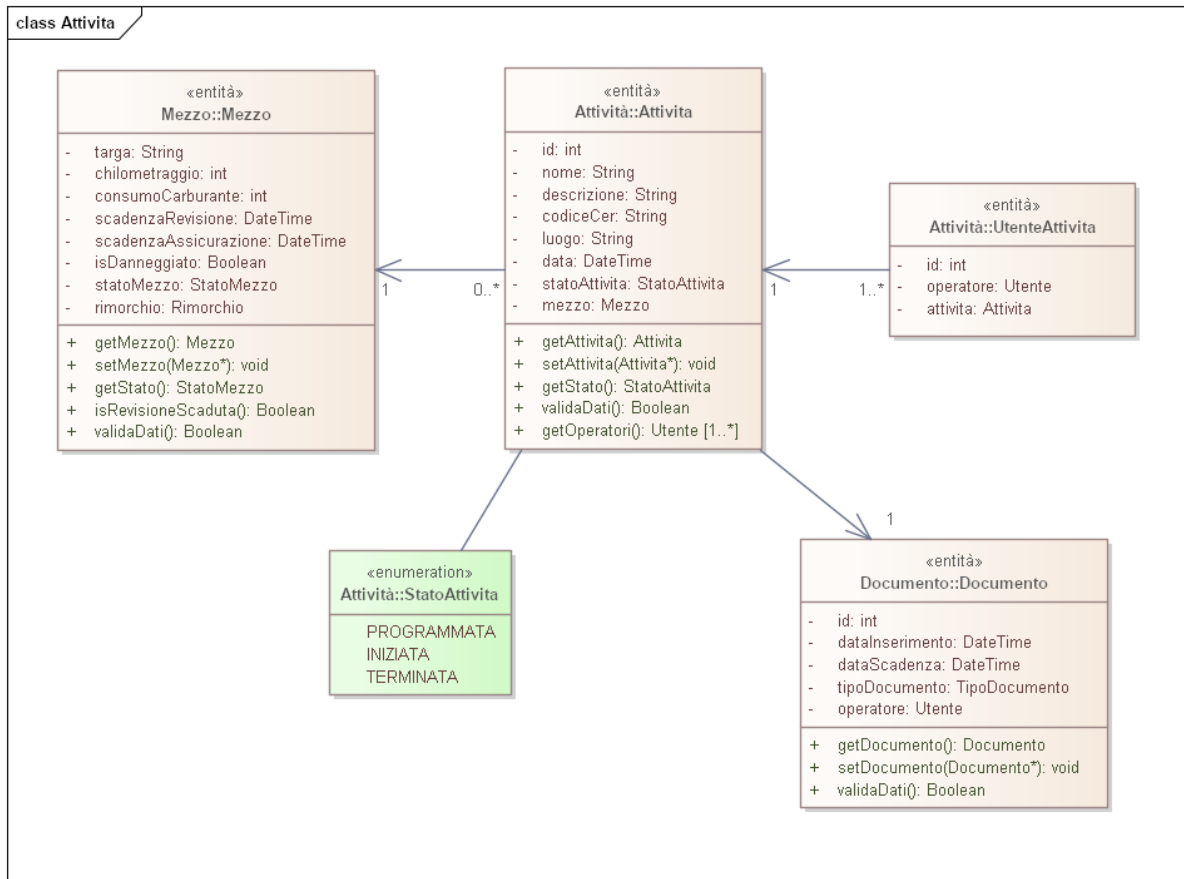 class Attivita
«entità»
Mezzo::Mezzo
- targa: String
- chilometraggio: int
- consumoCarburante: int
- scadenzaRevisione: DateTime
- scadenzaAssicurazione: DateTime
- isDanneggiato: Boolean
- statoMezzo: StatoMezzo
- rimorchio: Rimorchio
+ getMezzo(): Mezzo
+ setMezzo(Mezzo*): void
+ getStato(): StatoMezzo
+ isRevisioneScaduta(): Boolean
+ validaDati(): Boolean
1
0..*
«entità»
Attività::Attivita
- id: int
- nome: String
- descrizione: String
- codiceCer: String
- luogo: String
- data: DateTime
- statoAttivita: StatoAttivita
- mezzo: Mezzo
+ getAttivita(): Attivita
+ setAttivita(Attivita*): void
+ getStato(): StatoAttivita
+ validaDati(): Boolean
+ getOperatori(): Utente [1..*]
1
1..*
«entità»
Attività::UtenteAttivita
- id: int
- operatore: Utente
- attivita: Attivita
«enumeration»
Attività::StatoAttivita
PROGRAMMATA
INIZIATA
TERMINATA
1
«entità»
Documento::Documento
- id: int
- dataInserimento: DateTime
- dataScadenza: DateTime
- tipoDocumento: TipoDocumento
- operatore: Utente
+ getDocumento(): Documento
+ setDocumento(Documento*): void
+ validaDati(): Boolean